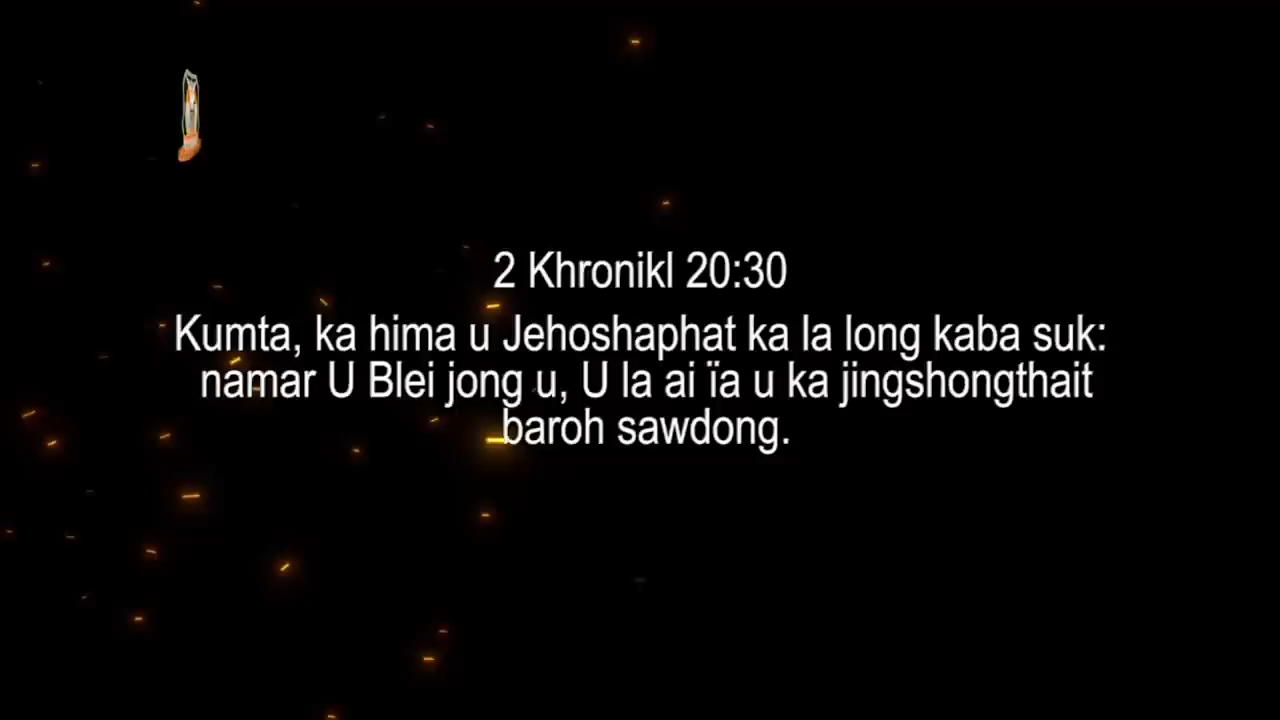 2 Khronikl 20:30
Kumta, ka hima u Jehoshaphat ka la long kaba suk:
namar U Blei jong u, U la ai ïa u ka jingshongthait
baroh sawdong.